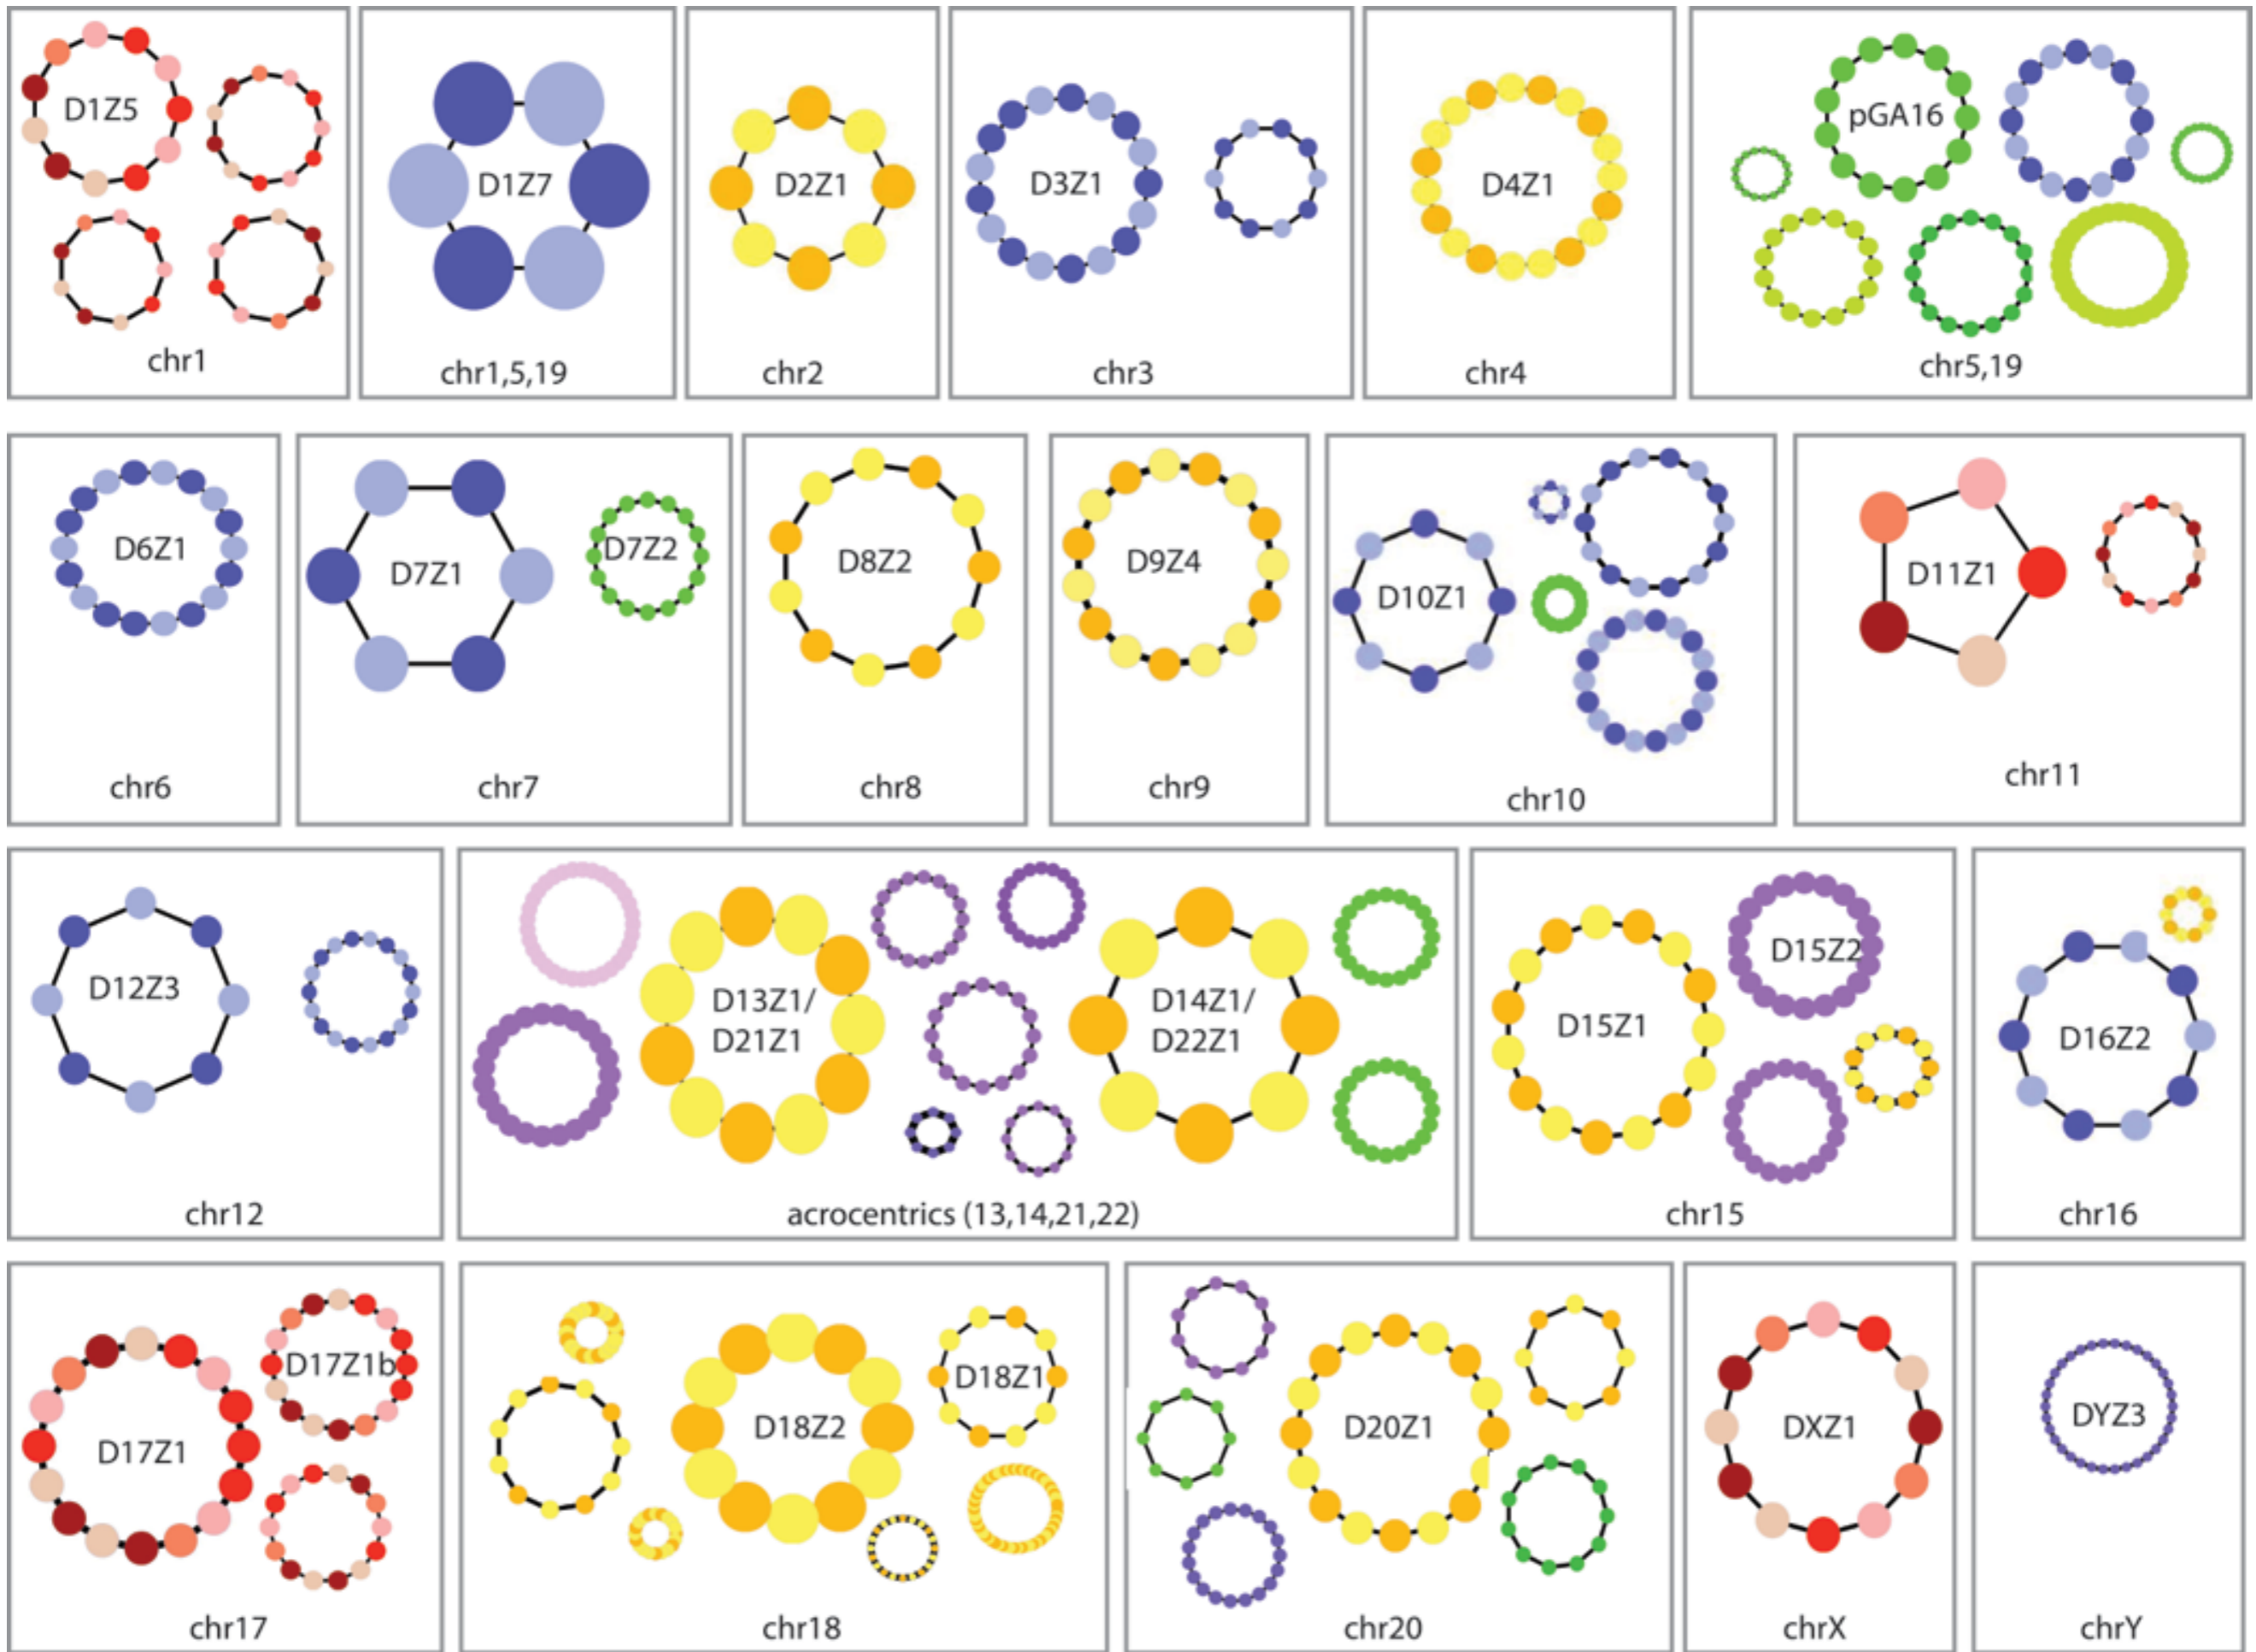 D1Z5
chr1
D1Z7
chr1,5,19
D2Z1
chr2
D3Z1
chr3
D4Z1
chr4
pGA16
chr5,19
D6Z1
chr6
D7Z1
D7Z2
chr7
D8Z2
chr8
D9Z4
chr9
D10Z1
chr10
D11Z1
chr11
D12Z3
chr12
D13Z1/
D21Z1
D14Z1/
D22Z1
acrocentrics (13,14,21,22)
D15Z1
D15Z2
chr15
D16Z2
chr16
D17Z1
D17Z1b
chr17
D18Z2
D18Z1
chr18
D20Z1
chr20
DXZ1
chrX
DYZ3
chrY